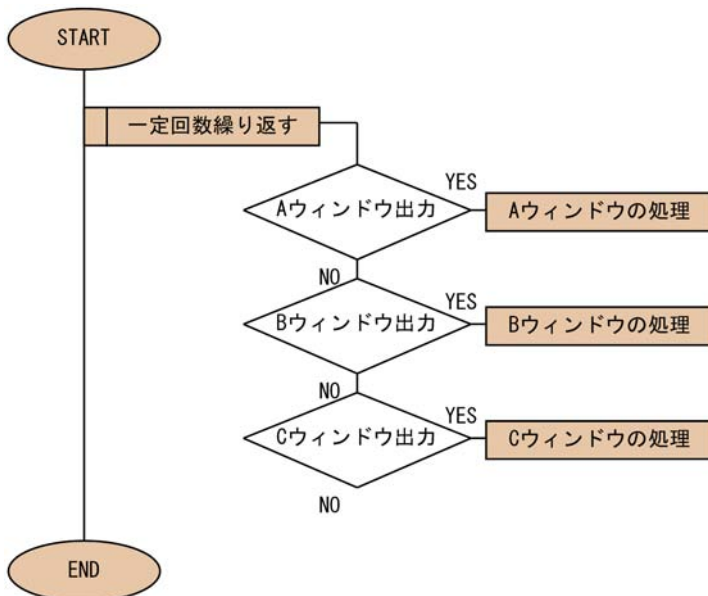 START
一定回数繰り返す
Aウィンドウ出力
YES
Aウィンドウの処理
NO
Bウィンドウ出力
YES
Bウィンドウの処理
NO
Cウィンドウ出力
YES
Cウィンドウの処理
NO
END